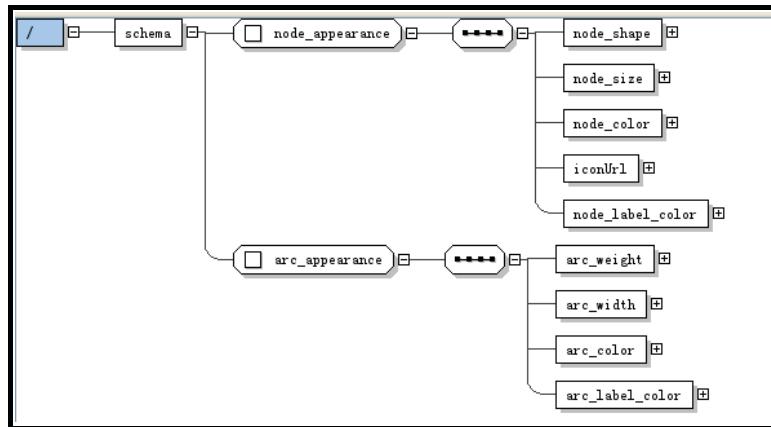 /
schema
node_appearance
node_shape
node_size
node_color
iconUrl
node_label_color
arc_appearance
arc_weight
arc_width
arc_color
arc_label_color